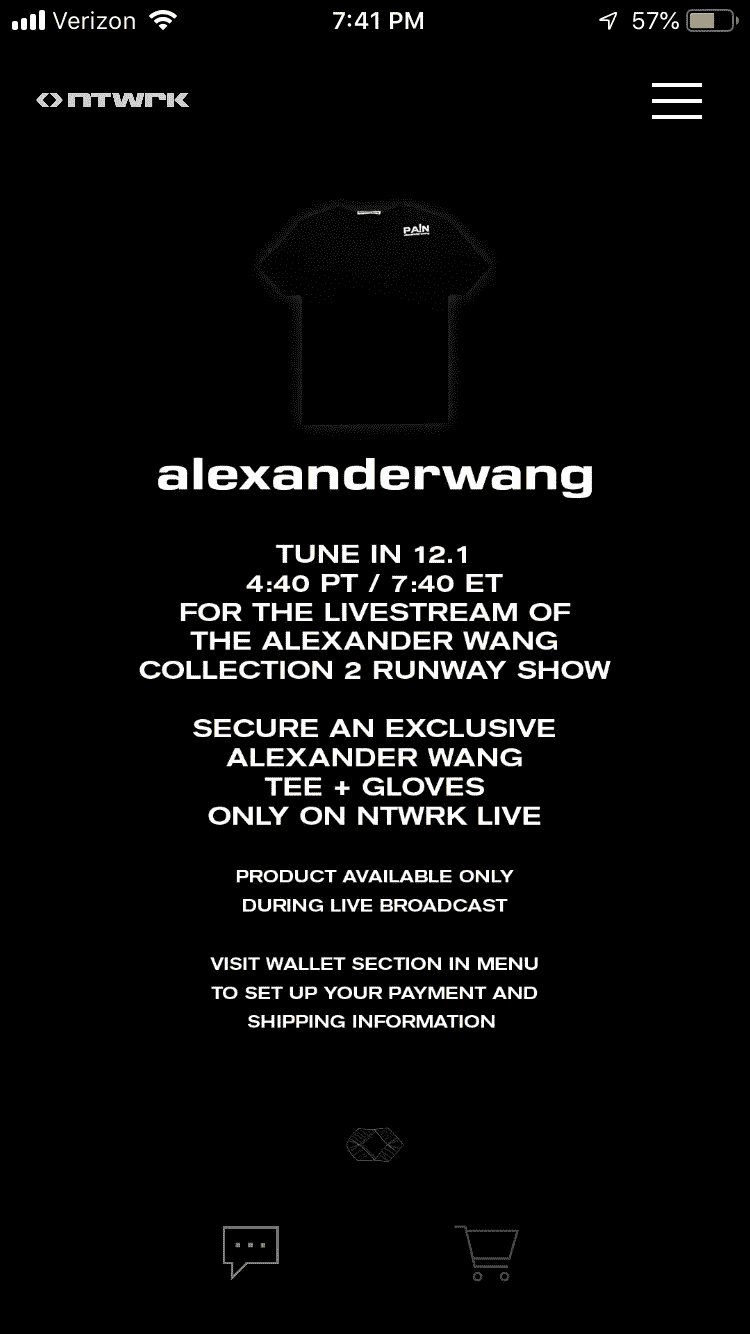 Verizon 7:41 PM 57%
NTWRK
PAIN
alexanderwang
TUNE IN 12.1
4:40 PT / 7:40 ET
FOR THE LIVESTREAM OF
THE ALEXANDER WANG
COLLECTION 2 RUNWAY SHOW
SECURE AN EXCLUSIVE
ALEXANDER WANG
TEE + GLOVES
ONLY ON NTWRK LIVE
PRODUCT AVAILABLE ONLY
DURING LIVE BROADCAST
VISIT WALLET SECTION IN MENU
TO SET UP YOUR PAYMENT AND
SHIPPING INFORMATION